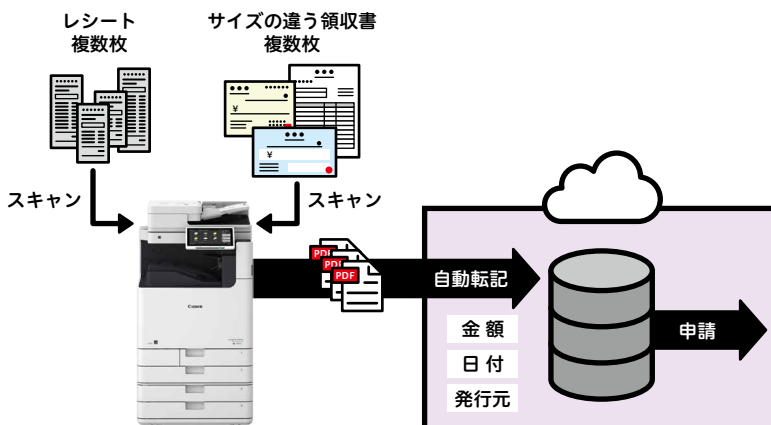 レシート
複数枚
サイズの違う領収書
複数枚
¥
¥
スキャン
スキャン
PDF
PDF
PDF
Canon
自動転記
金額
日付
発行元
申請